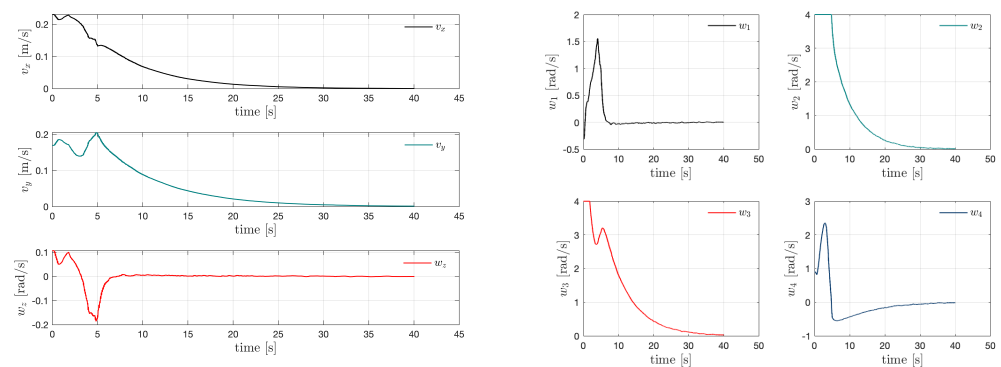 0.2
0.1
0
v_x [m/s]
v_x
0 5 10 15 20 25 30 35 40 45
time [s]
0.2
0.1
0
v_y [m/s]
v_y
0 5 10 15 20 25 30 35 40 45
time [s]
0.1
0
-0.1
-0.2
w_z [rad/s]
w_z
0 5 10 15 20 25 30 35 40 45
time [s]
2
1.5
1
0.5
0
-0.5
w_1 [rad/s]
w_1
0 10 20 30 40 50
time [s]
4
3
2
1
0
w_2 [rad/s]
w_2
0 10 20 30 40 50
time [s]
4
3
2
1
0
w_3 [rad/s]
w_3
0 10 20 30 40 50
time [s]
3
2
1
0
-1
w_4 [rad/s]
w_4
0 10 20 30 40 50
time [s]